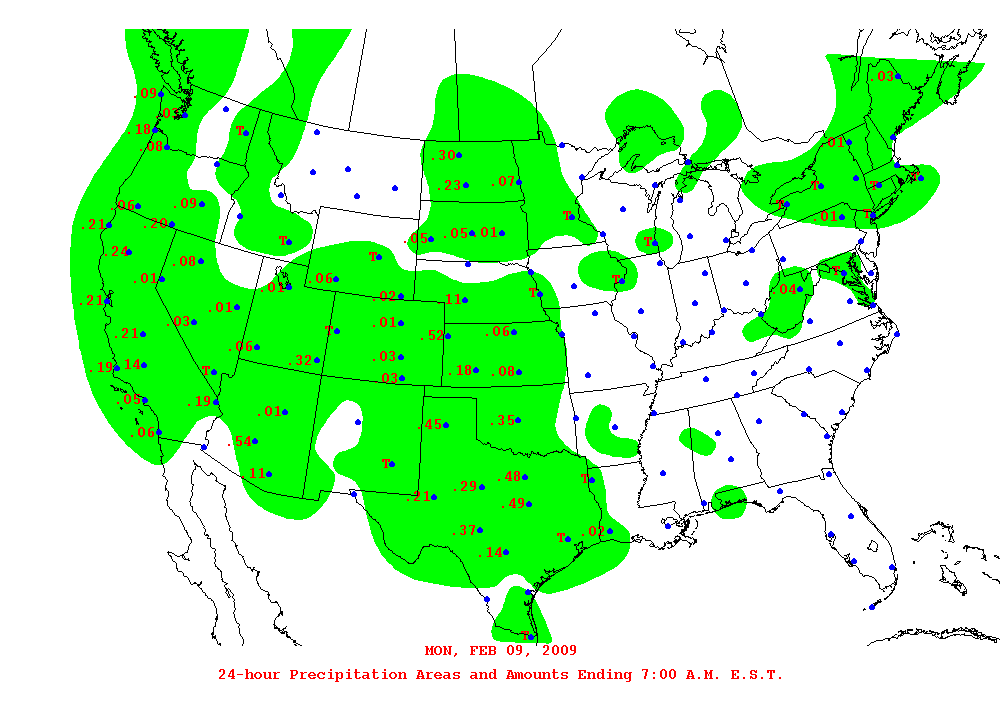 .03
.09
.03
.18
T
.08
.01
.30
.23
.07
T
T
T
.06
.09
T
.21
.20
.01
T
T
.05
.05
.01
T
T
.24
T
.08
T
.01
.06
T
.01
.04
.02
T
.21
.11
.01
.03
.01
T
.06
.21
.52
.06
.03
.32
.19
.14
T
.18
.08
.03
.05
.19
.01
.35
.45
.06
.54
T
.11
.48
T
.29
.21
.49
.37
.02
T
.14
T
MON, FEB 09, 2009
24-hour Precipitation Areas and Amounts Ending 7:00 A.M. E.S.T.